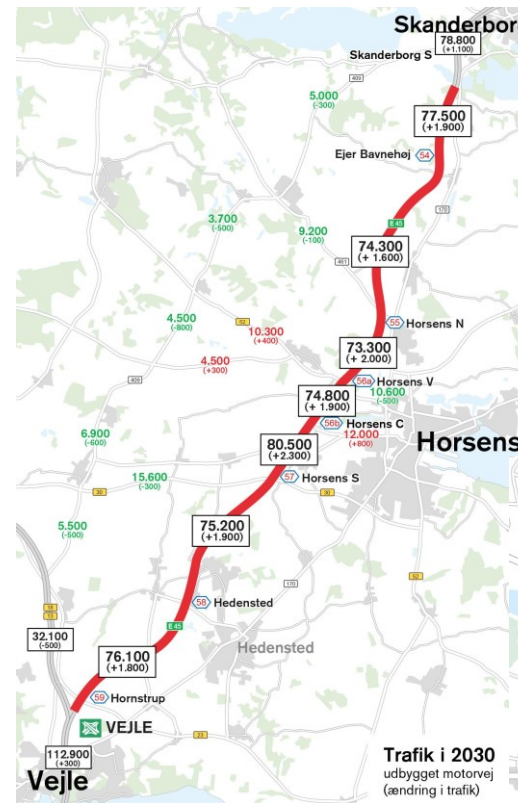 Skanderbor
78.800
(+1.100)
Skanderborg S
409
5.000
(-300)
77.500
(+1.900)
Ejer Bavnehøj
54
170
3.700
(-500)
E 45
9.200
(-100)
74.300
(+ 1.600)
461
4.500
(-800)
52
10.300
(+400)
55
Horsens N
4.500
(+300)
73.300
(+ 2.000)
409
56a
Horsens V
10.600
(-500)
74.800
(+ 1.900)
56b
Horsens C
12.000
(+800)
6.900
(-600)
80.500
(+2.300)
Horsens
15.600
(-300)
57
Horsens S
30
30
5.500
(-500)
75.200
(+1.900)
170
52
18
13
58
Hedensted
E 45
32.100
(-500)
Hedensted
76.100
(+1.800)
59
Hornstrup
VEJLE
23
112.900
(+300)
Vejle
Trafik i 2030
udbygget motorvej
(ændring i trafik)